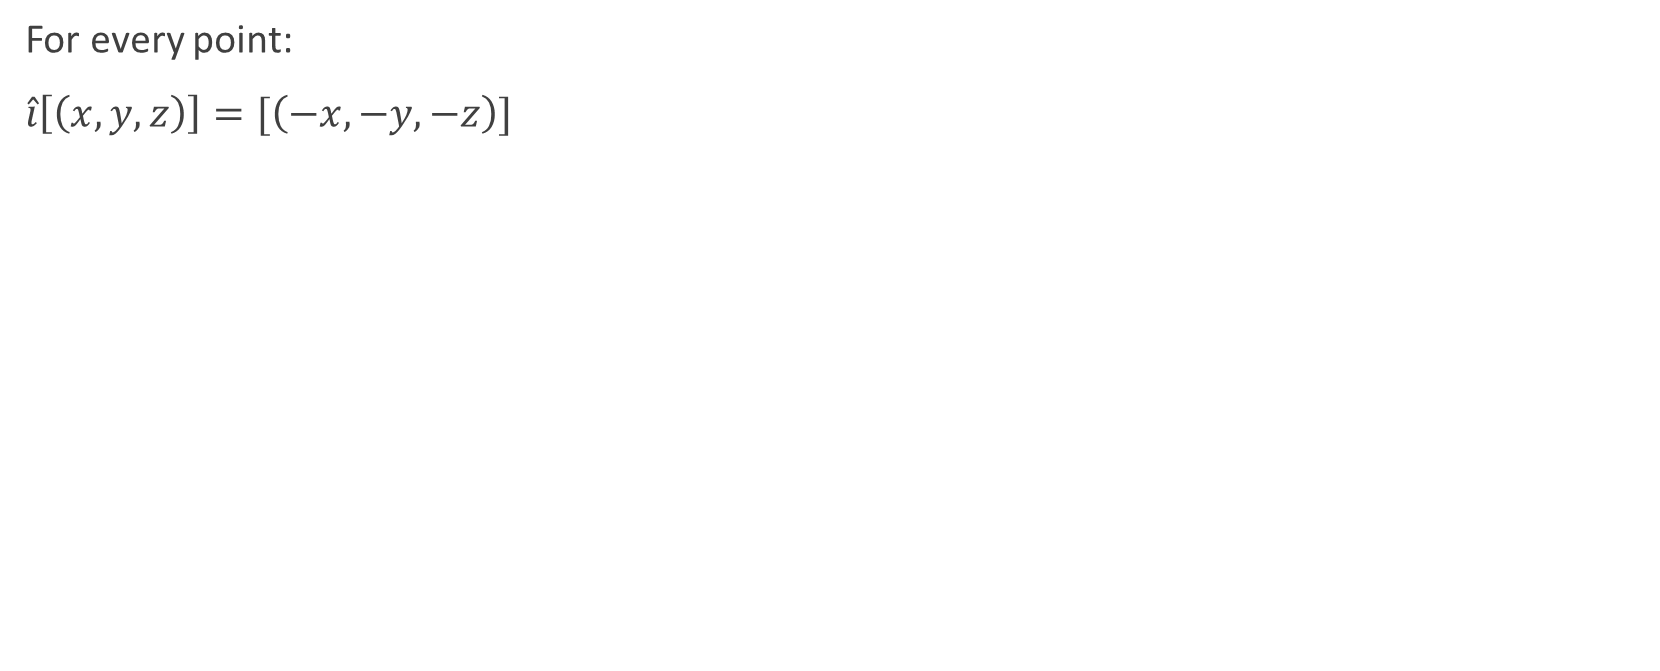 For every point:
î[(x, y, z)] = [(−x, −y, −z)]